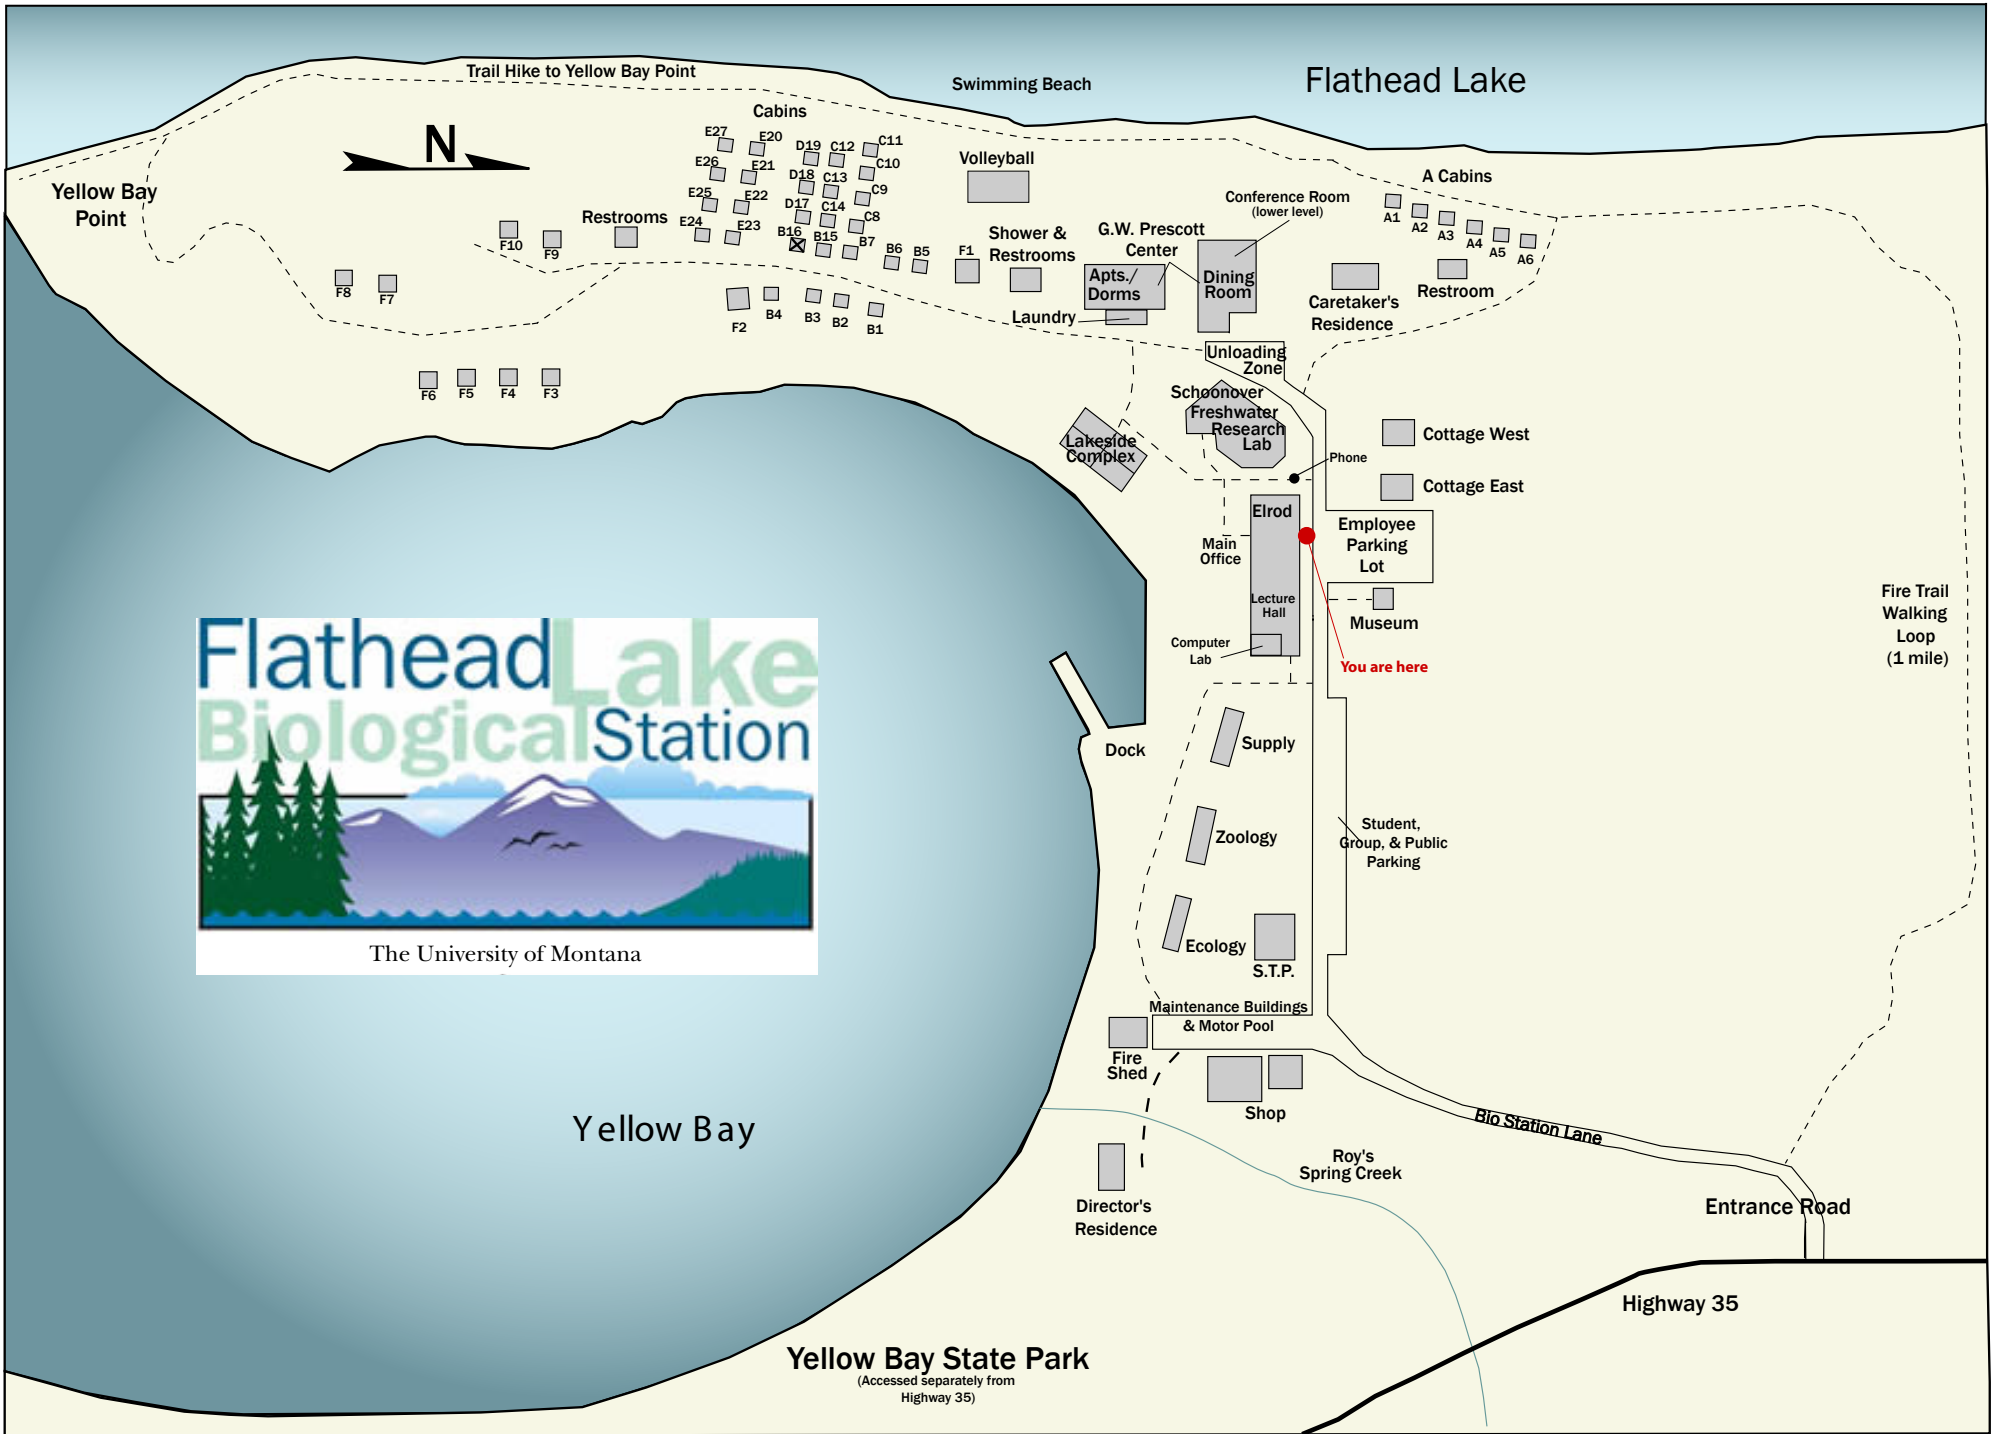 Flathead Lake
Trail Hike to Yellow Bay Point
Swimming Beach
Cabins
N
Yellow Bay
Point
E27
E20
D19
C12
C11
E26
E21
D18
C13
C10
E25
E22
D17
C14
C9
E24
E23
B16
B15
C8
B7
B6
B5
F1
Restrooms
F10
F9
F8
F7
F2
B4
B3
B2
B1
F6
F5
F4
F3
Volleyball
Shower &
Restrooms
G.W. Prescott
Center
Conference Room
(lower level)
Apts./
Dorms
Dining
Room
Laundry
A Cabins
A1
A2
A3
A4
A5
A6
Caretaker's
Residence
Restroom
Unloading
Zone
Schoonover
Freshwater
Research
Lab
Lakeside
Complex
Cottage West
Phone
Cottage East
Elrod
Main
Office
Employee
Parking
Lot
Lecture
Hall
Museum
Computer
Lab
You are here
Fire Trail
Walking
Loop
(1 mile)
Flathead Lake
Biological Station
The University of Montana
Dock
Supply
Zoology
Student,
Group, & Public
Parking
Ecology
S.T.P.
Maintenance Buildings
& Motor Pool
Fire
Shed
Shop
Bio Station Lane
Yellow Bay
Roy's
Spring Creek
Director's
Residence
Entrance Road
Highway 35
Yellow Bay State Park
(Accessed separately from
Highway 35)